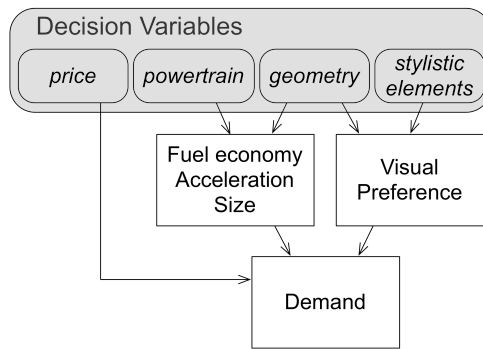 Decision Variables
price
powertrain
geometry
stylistic
elements
Fuel economy
Acceleration
Size
Visual
Preference
Demand